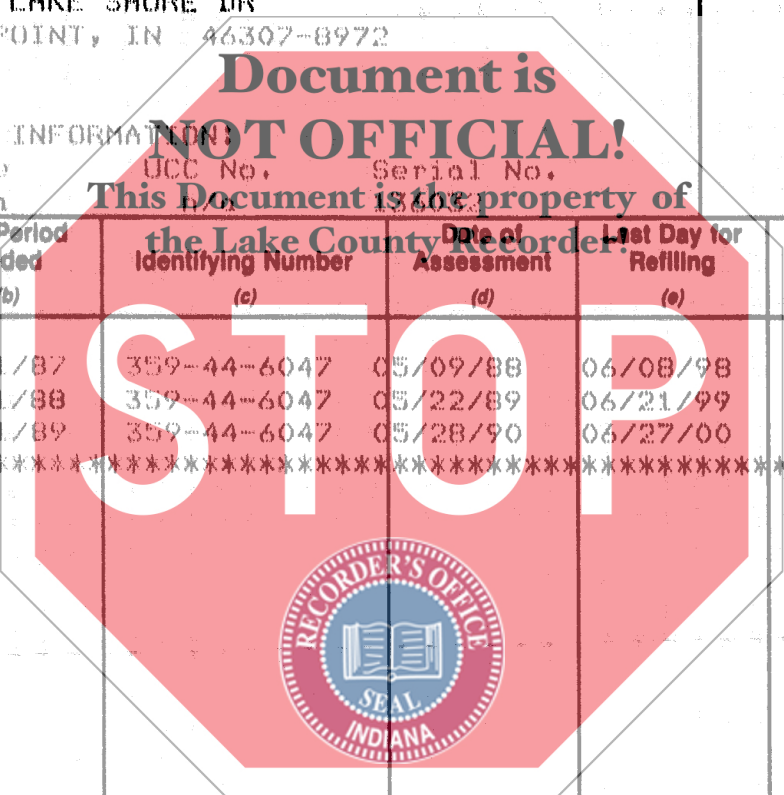 LAKE SHORE DR
POINT, IN 46307-8972
Document is
NOT OFFICIAL!
INFORMATION:
UCC No. Serial No.
This Document is the property of
n/a
the Lake County Recorder!
Period Identifying Number Date of Assessment Last Day for Refiling
(b) (c) (d) (e)
/87 359-44-6047 05/09/88 06/08/98
/88 359-44-6047 05/22/89 06/21/99
/89 359-44-6047 05/28/90 06/27/00
STOP
RECORDER'S OFFICE
SEAL
INDIANA